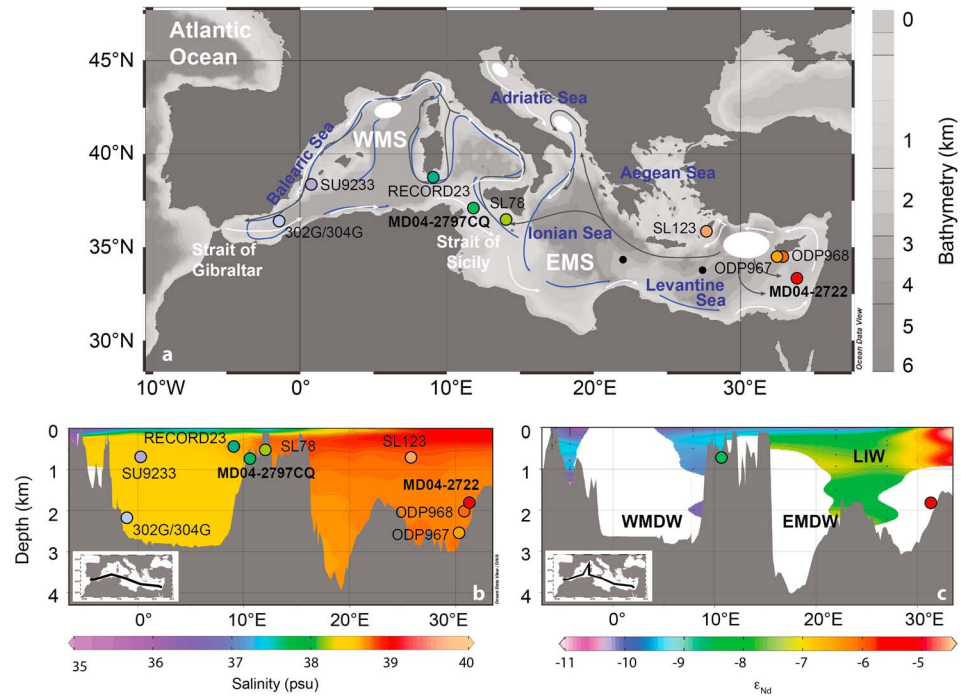 Atlantic
Ocean
45°N
40°N
35°N
30°N
10°W
0°E
10°E
20°E
30°E
WMS
EMS
Adriatic Sea
Balearic Sea
Aegean Sea
Ionian Sea
Levantine
Sea
Strait of
Gibraltar
Strait of
Sicily
SU9233
302G/304G
RECORD23
MD04-2797CQ
SL78
SL123
ODP967
ODP968
MD04-2722
a
Ocean Data View
0
1
2
3
4
5
6
Bathymetry (km)
Depth (km)
0
1
2
3
4
RECORD23
SL78
SL123
SU9233
MD04-2797CQ
MD04-2722
ODP968
302G/304G
ODP967
b
0°E
10°E
20°E
30°E
35
36
37
38
39
40
Salinity (psu)
0
1
2
3
4
LIW
WMDW
EMDW
c
0°E
10°E
20°E
30°E
-11
-10
-9
-8
-7
-6
-5
εNd